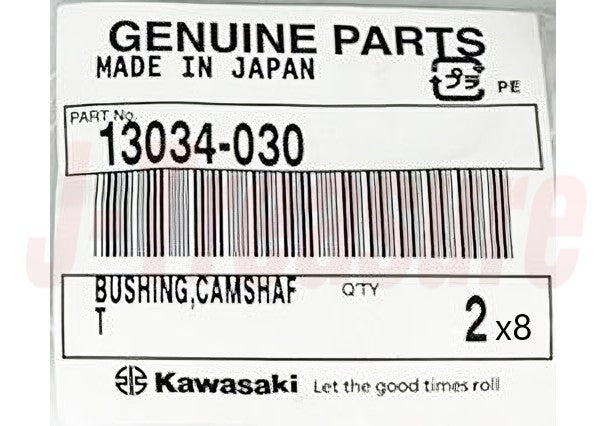 GENUINE PARTS
MADE IN JAPAN
プラ
PE
PART No.
13034-030
BUSHING,CAMSHAF
T
Q'TY
2 x8
Kawasaki Let the good times roll